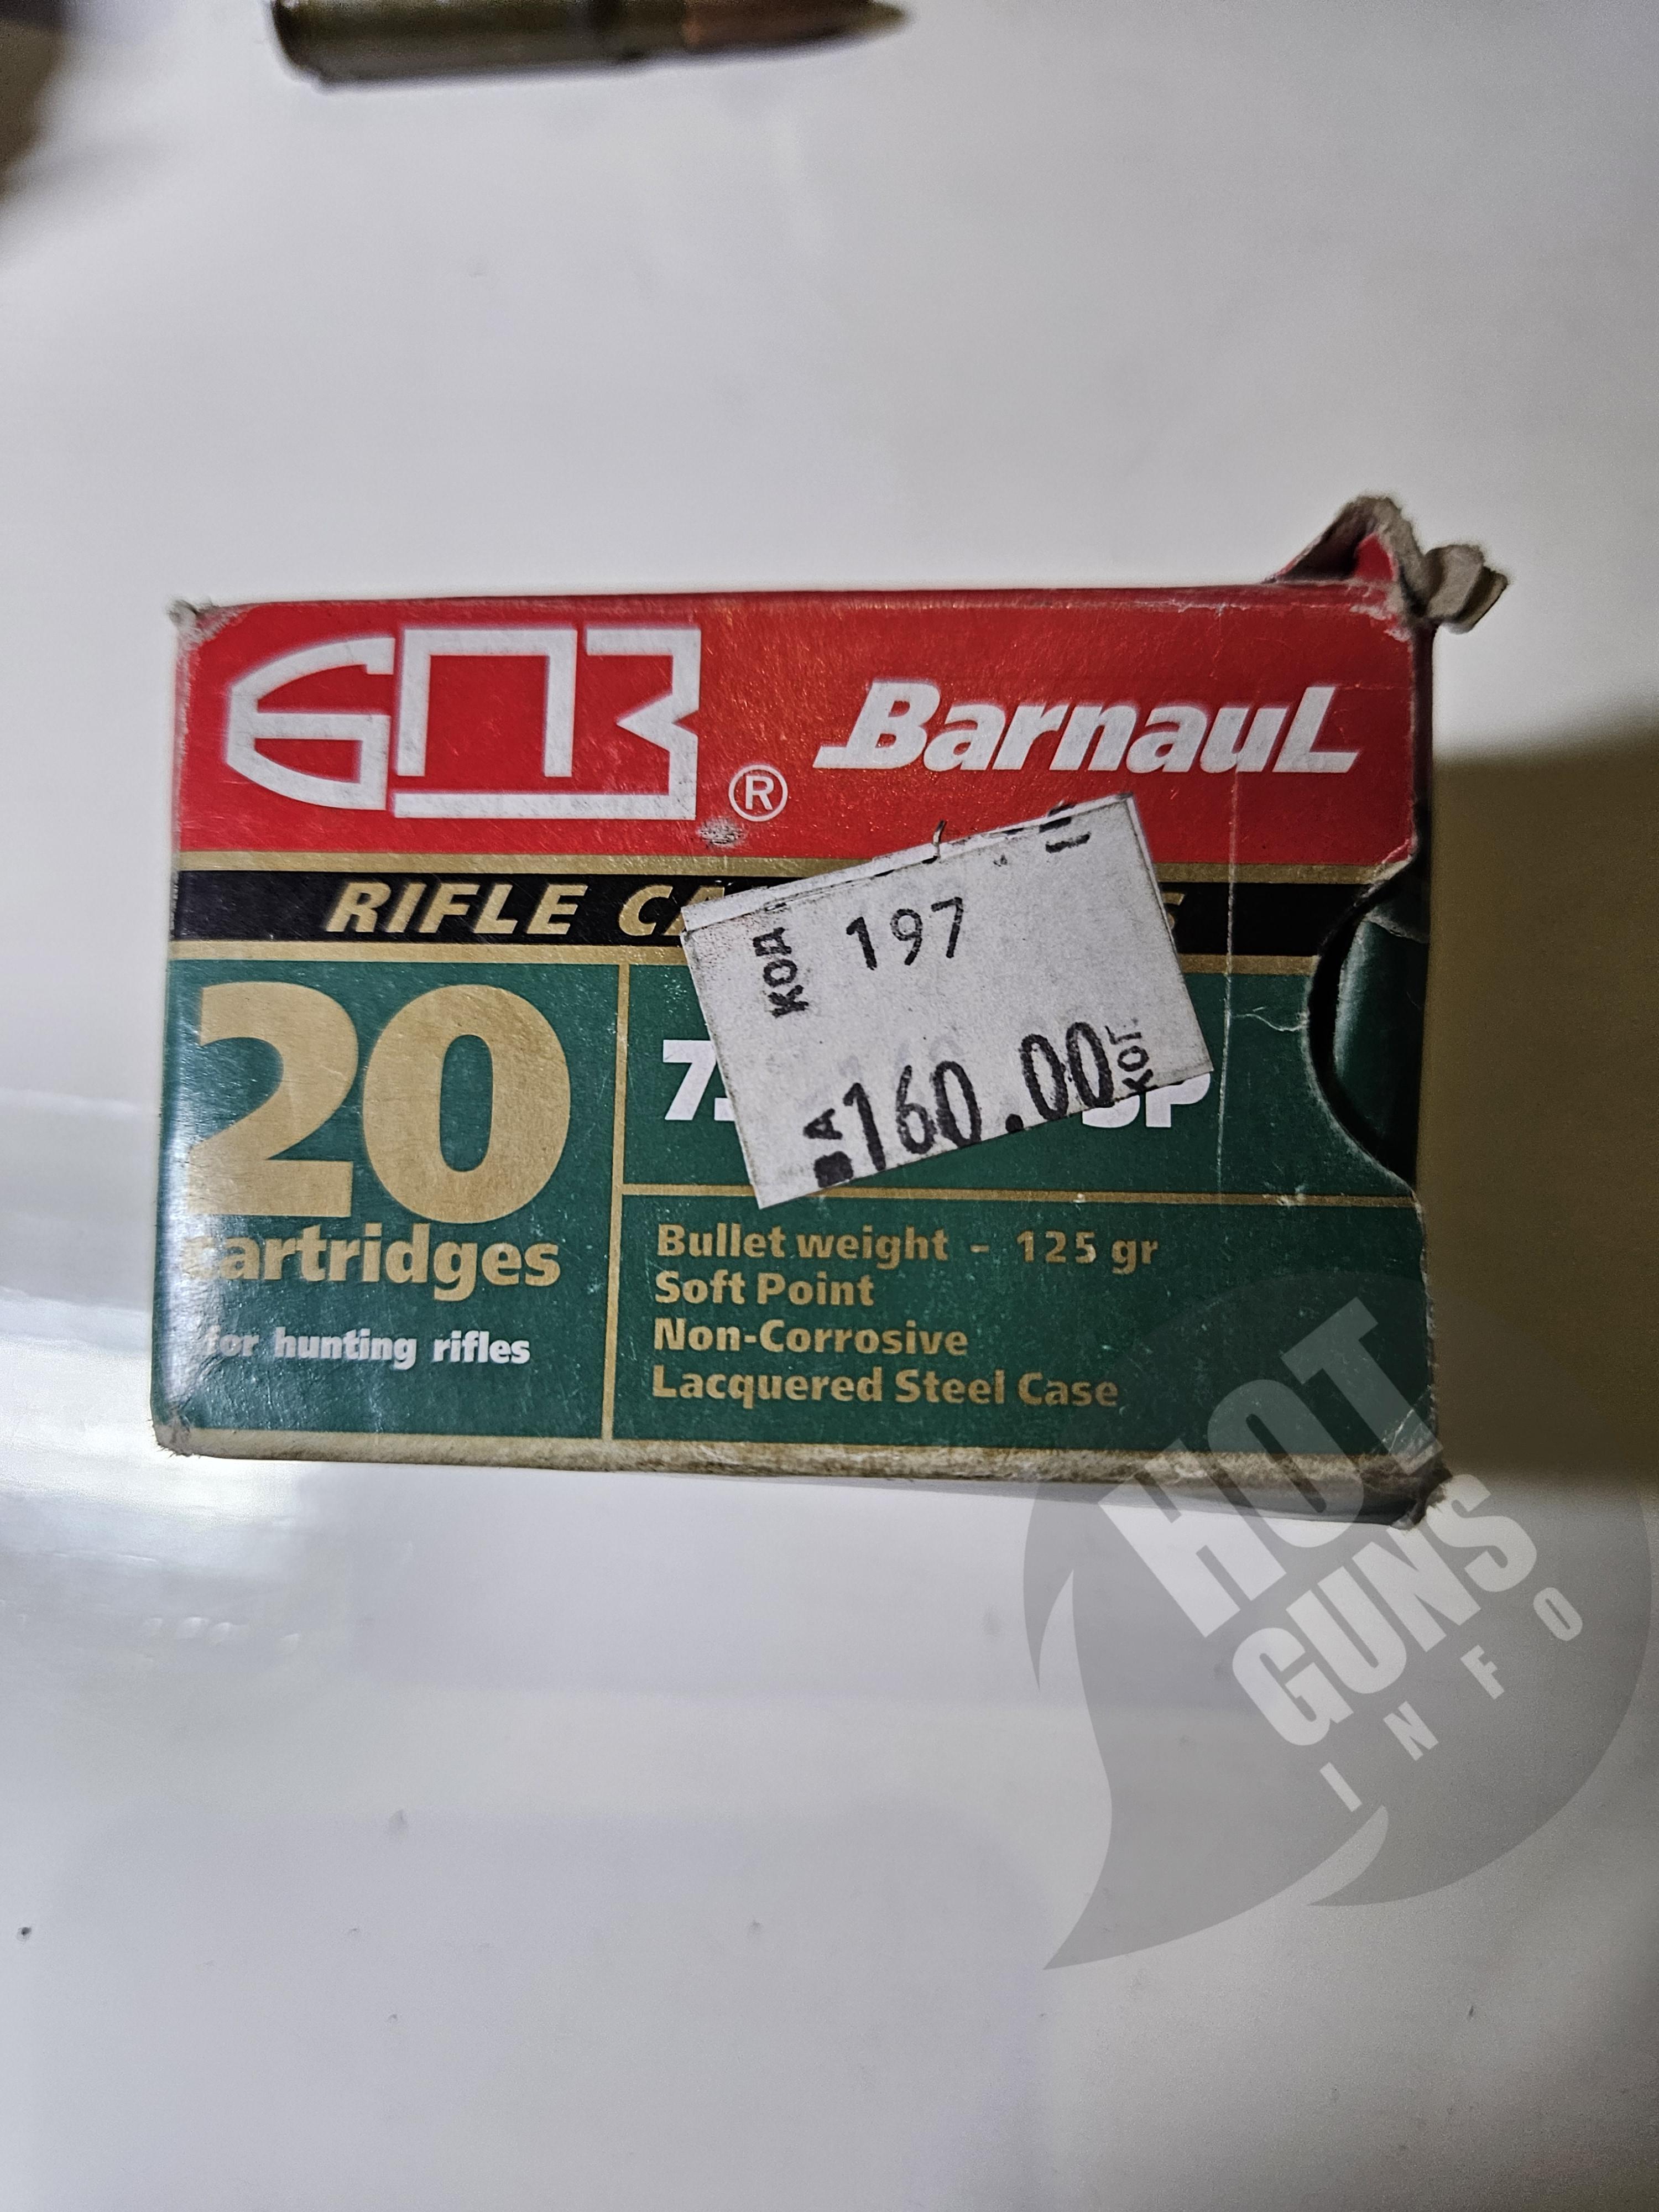 БПЗ ® Barnaul
RIFLE
20
cartridges
for hunting rifles
КОД 197
160.00
Bullet weight - 125 gr
Soft Point
Non-Corrosive
Lacquered Steel Case
HOT
GUNS
INFO